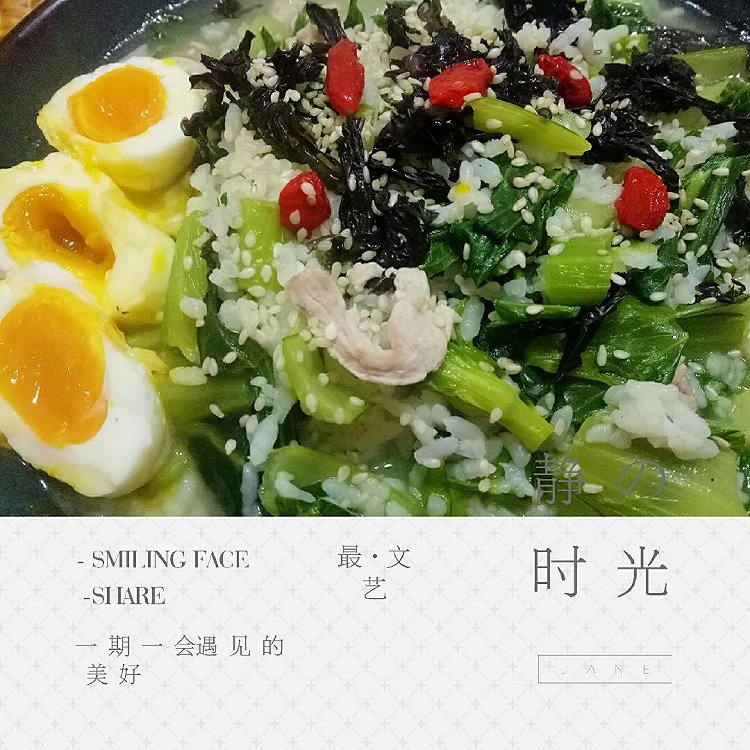 静の
时光
- SMILING FACE
-SHARE
最·文
艺
一期一会遇见的
美好
JANE